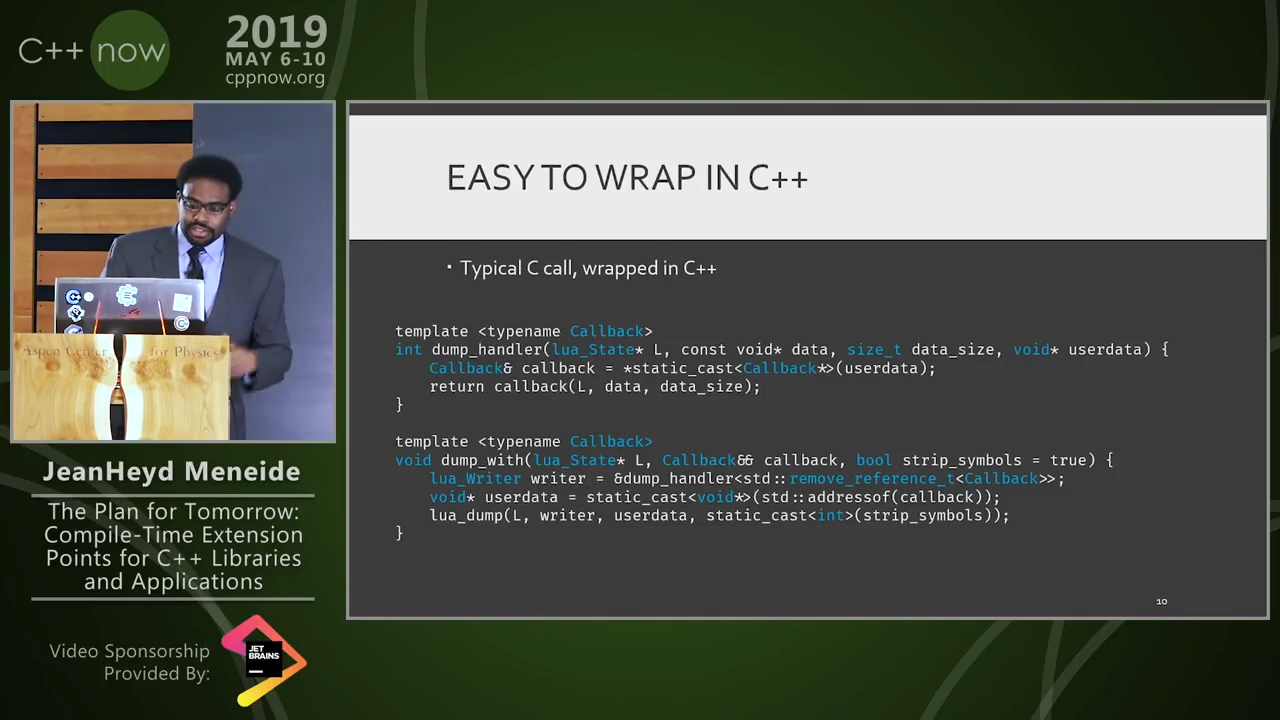 C++ now
2019
MAY 6-10
cppnow.org
EASY TO WRAP IN C++
▪ Typical C call, wrapped in C++
template <typename Callback>
int dump_handler(lua_State* L, const void* data, size_t data_size, void* userdata) {
Callback& callback = *static_cast<Callback*>(userdata);
return callback(L, data, data_size);
}
template <typename Callback>
void dump_with(lua_State* L, Callback&& callback, bool strip_symbols = true) {
lua_Writer writer = &dump_handler<std::remove_reference_t<Callback>>;
void* userdata = static_cast<void*>(std::addressof(callback));
lua_dump(L, writer, userdata, static_cast<int>(strip_symbols));
}
10
Aspen Center for Physics
JeanHeyd Meneide
The Plan for Tomorrow:
Compile-Time Extension
Points for C++ Libraries
and Applications
Video Sponsorship
Provided By:
JET
BRAINS